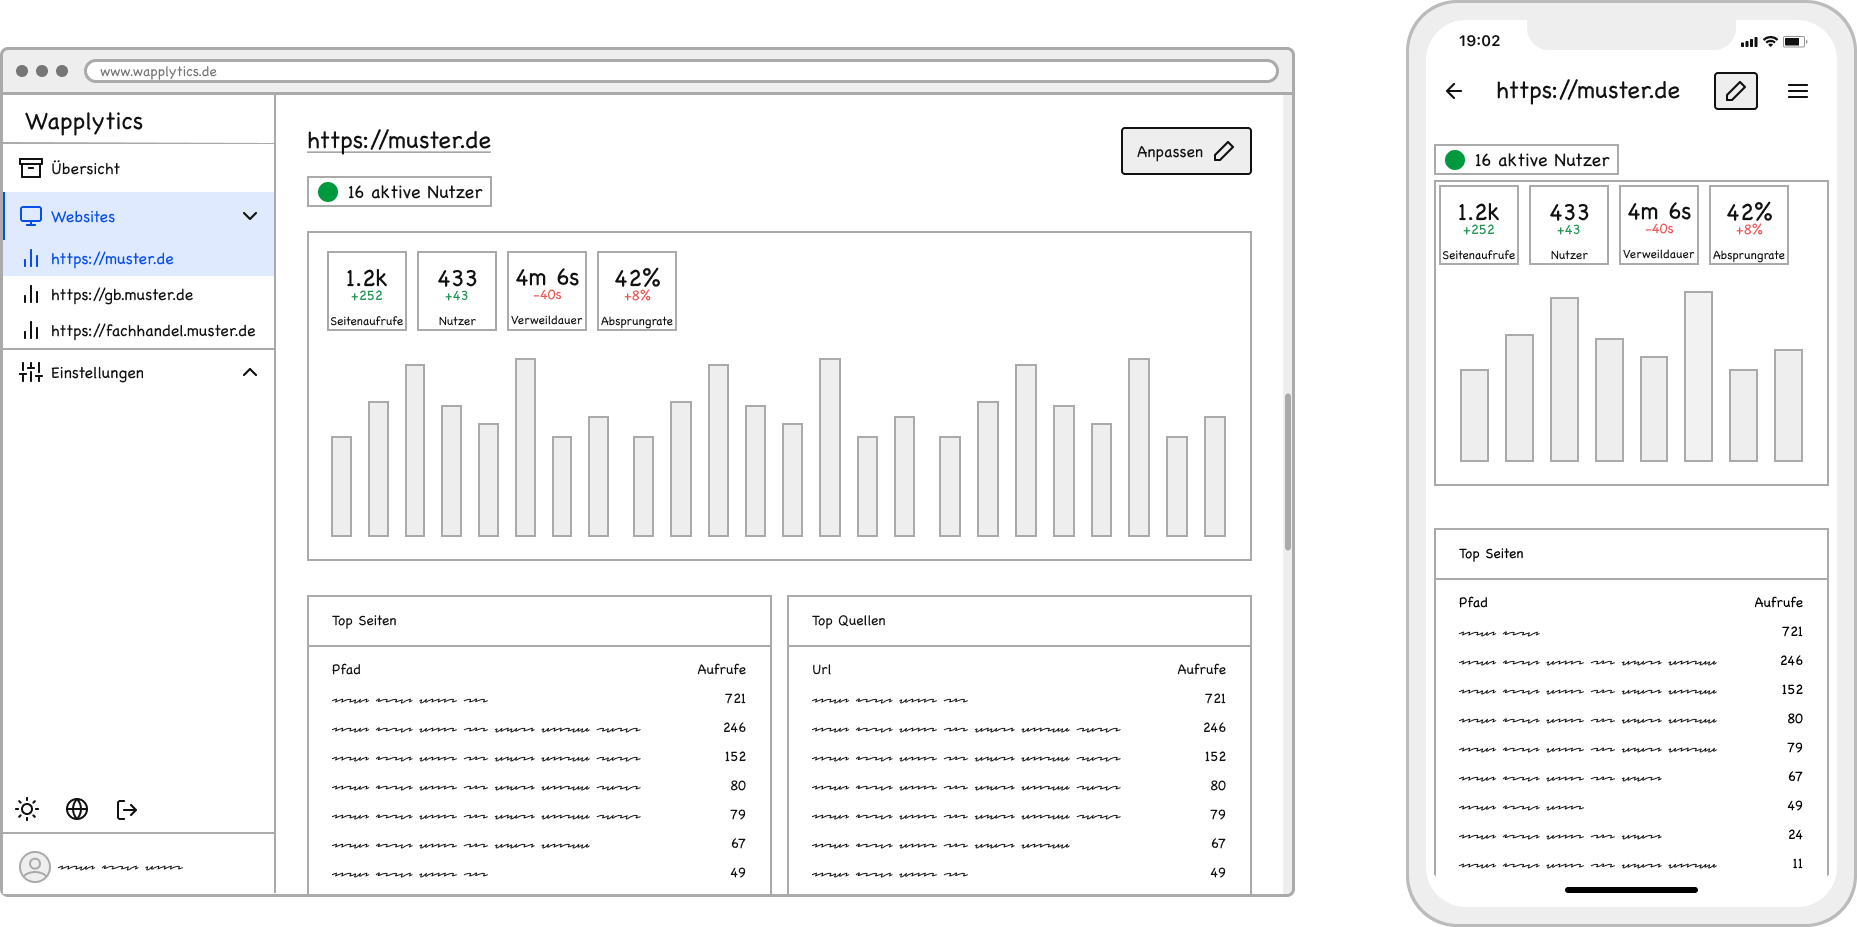 www.wapplytics.de
Wapplytics
Übersicht
Websites
https://muster.de
https://gb.muster.de
https://fachhandel.muster.de
Einstellungen
https://muster.de
Anpassen
16 aktive Nutzer
1.2k 433 4m 6s 42%
+252 +43 -40s +8%
Seitenaufrufe Nutzer Verweildauer Absprungrate
Top Seiten
Pfad Aufrufe
721
246
152
80
79
67
49
Top Quellen
Url Aufrufe
721
246
152
80
79
67
49
19:02
https://muster.de
16 aktive Nutzer
1.2k 433 4m 6s 42%
+252 +43 -40s +8%
Seitenaufrufe Nutzer Verweildauer Absprungrate
Top Seiten
Pfad Aufrufe
721
246
152
80
79
67
49
24
11